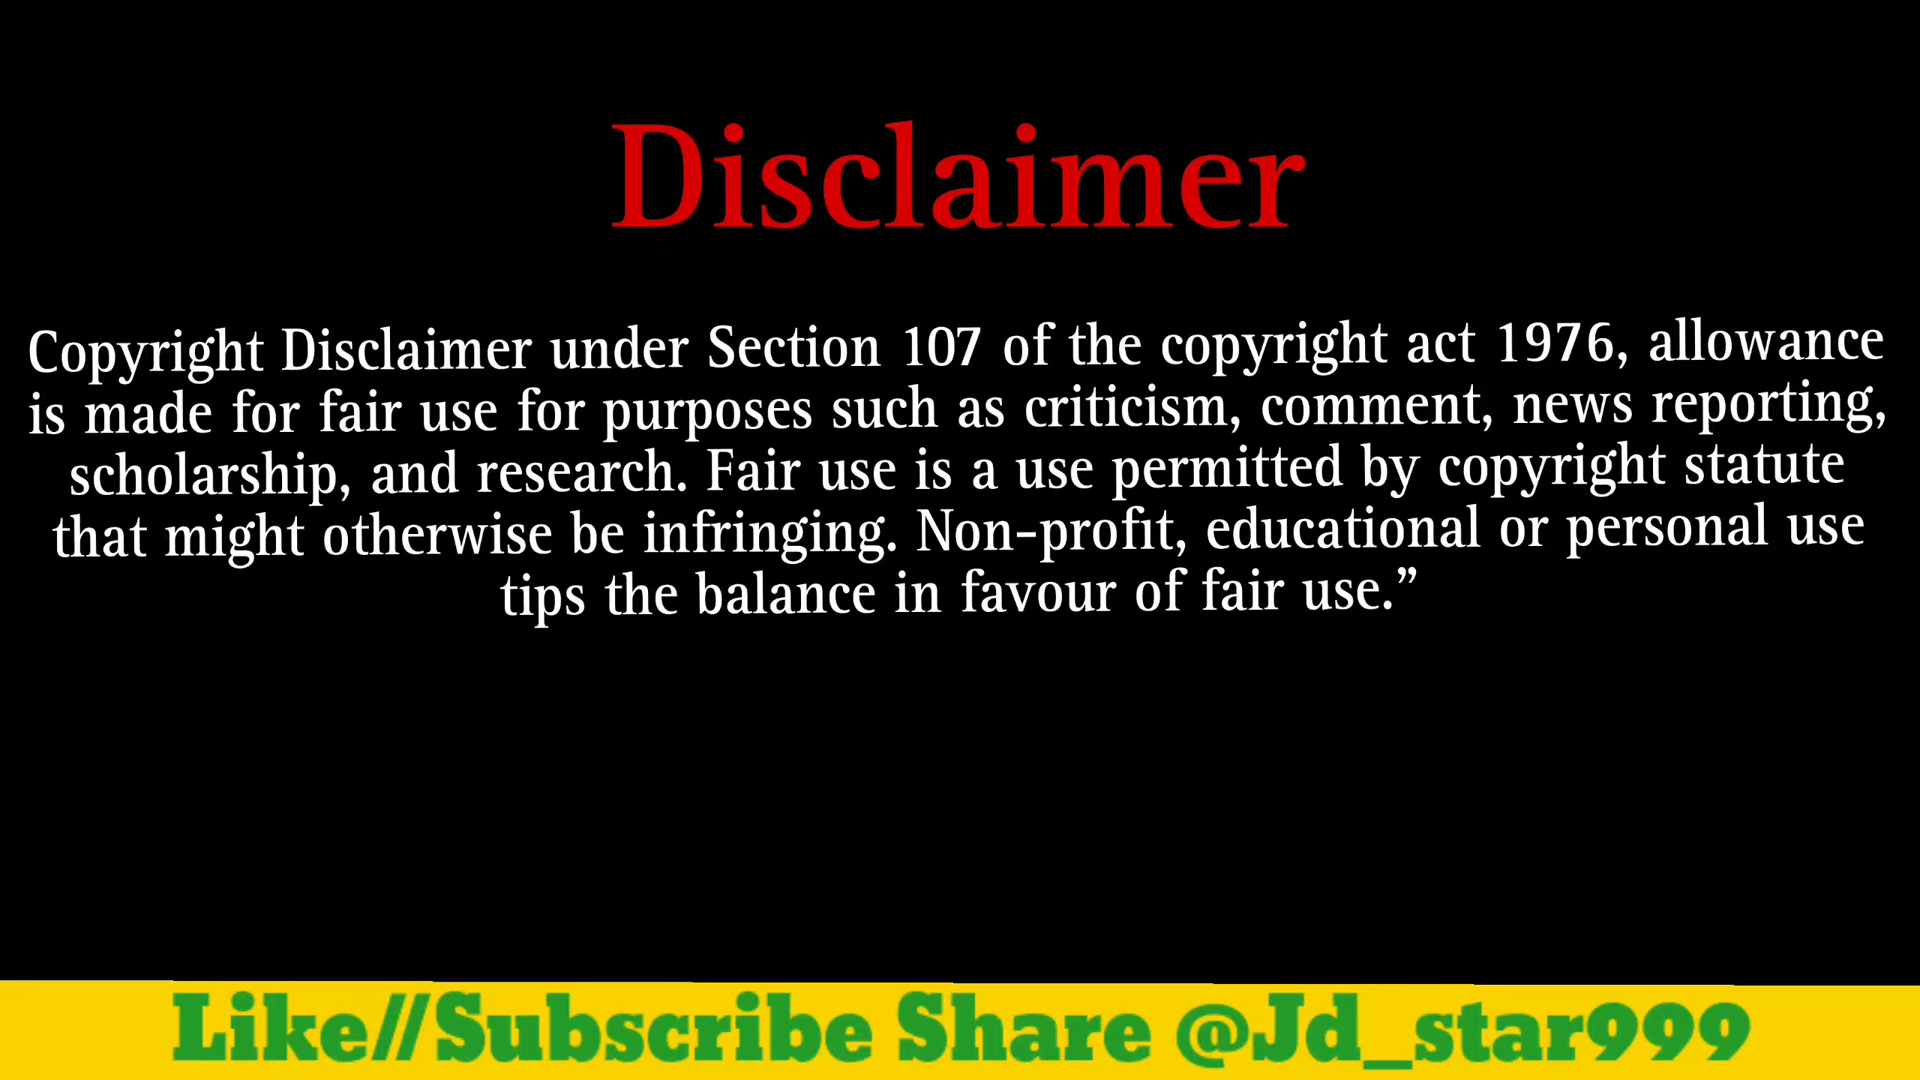 Disclaimer
Copyright Disclaimer under Section 107 of the copyright act 1976, allowance
is made for fair use for purposes such as criticism, comment, news reporting,
scholarship, and research. Fair use is a use permitted by copyright statute
that might otherwise be infringing. Non-profit, educational or personal use
tips the balance in favour of fair use.”
Like//Subscribe Share @Jd_star999